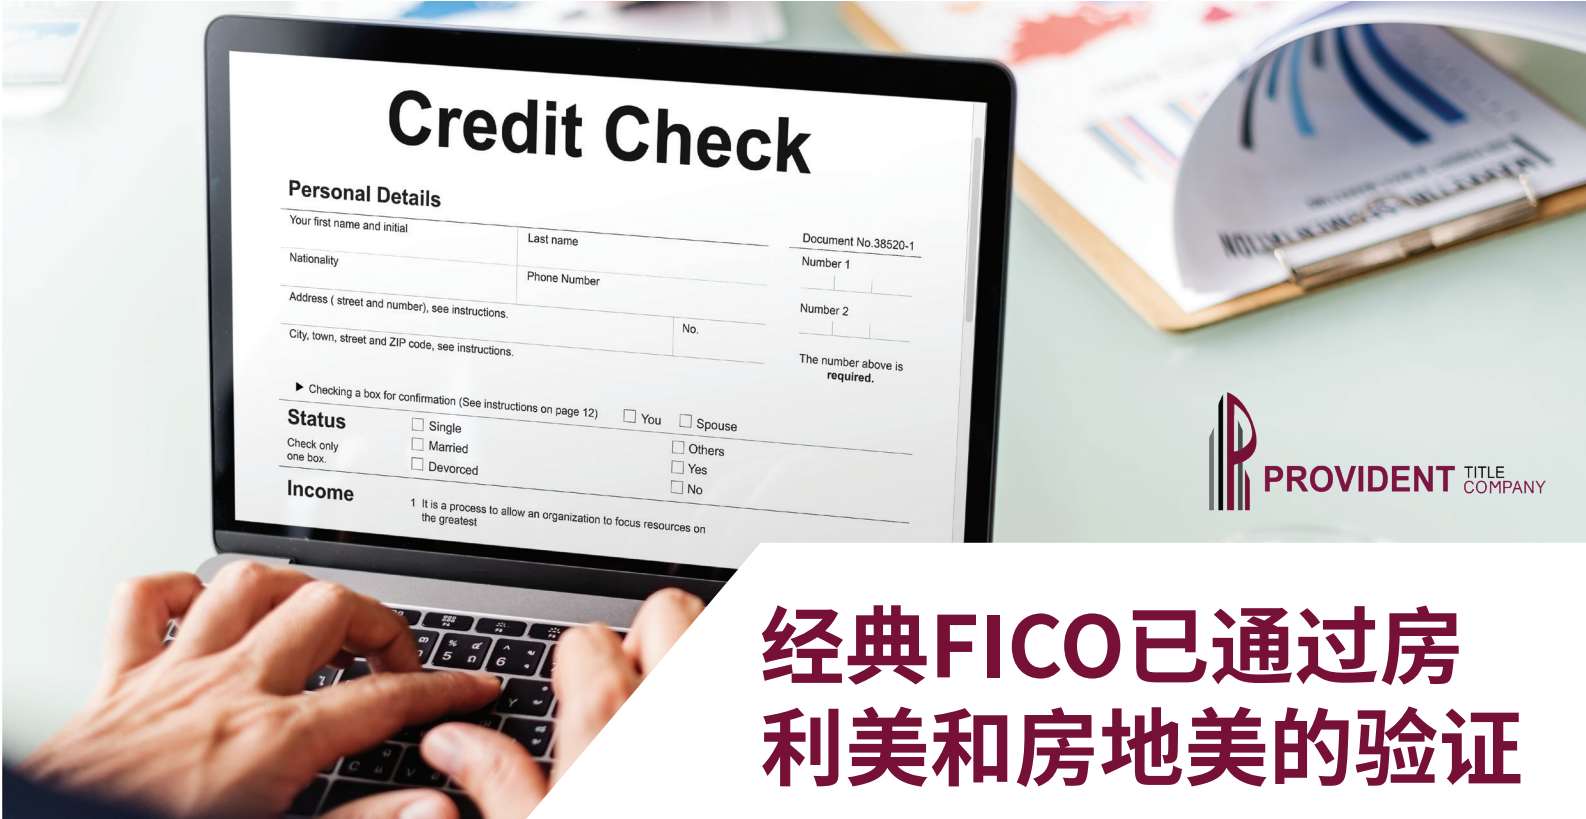 Credit Check
Personal Details
Your first name and initial
Last name
Document No.38520-1
Nationality
Phone Number
Number 1
Address ( street and number), see instructions.
No.
Number 2
City, town, street and ZIP code, see instructions.
The number above is
required.
Checking a box for confirmation (See instructions on page 12)
You
Spouse
Status
Check only
one box.
Single
Married
Devorced
Others
Yes
No
Income
1 It is a process to allow an organization to focus resources on
the greatest
PROVIDENT TITLE
COMPANY
经典FICO已通过房
利美和房地美的验证